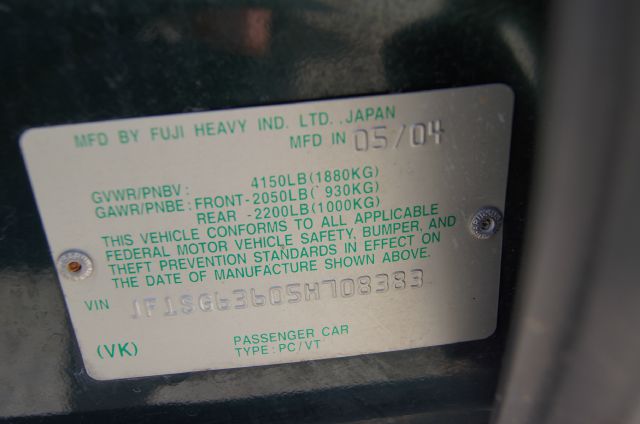 MFD BY FUJI HEAVY IND. LTD. JAPAN
MFD IN 05/04
GVWR/PNBV: 4150LB(1880KG)
GAWR/PNBE: FRONT-2050LB( 930KG)
REAR -2200LB(1000KG)
THIS VEHICLE CONFORMS TO ALL APPLICABLE
FEDERAL MOTOR VEHICLE SAFETY, BUMPER, AND
THEFT PREVENTION STANDARDS IN EFFECT ON
THE DATE OF MANUFACTURE SHOWN ABOVE.
VIN JF1SG63605H708383
(VK) PASSENGER CAR
TYPE: PC/VT